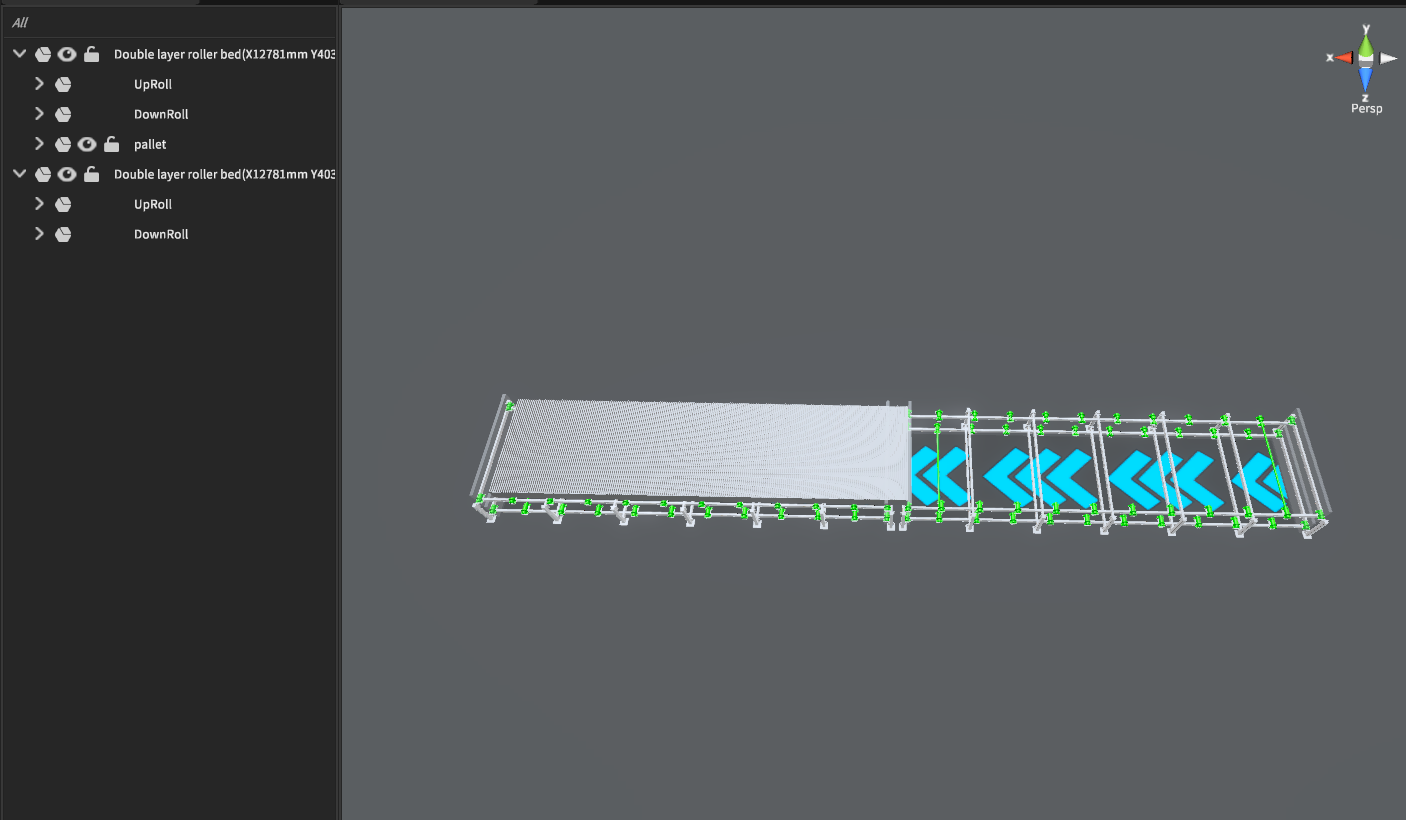 All
Double layer roller bed(X12781mm Y403
UpRoll
DownRoll
pallet
Double layer roller bed(X12781mm Y403
UpRoll
DownRoll
y
x
z
Persp